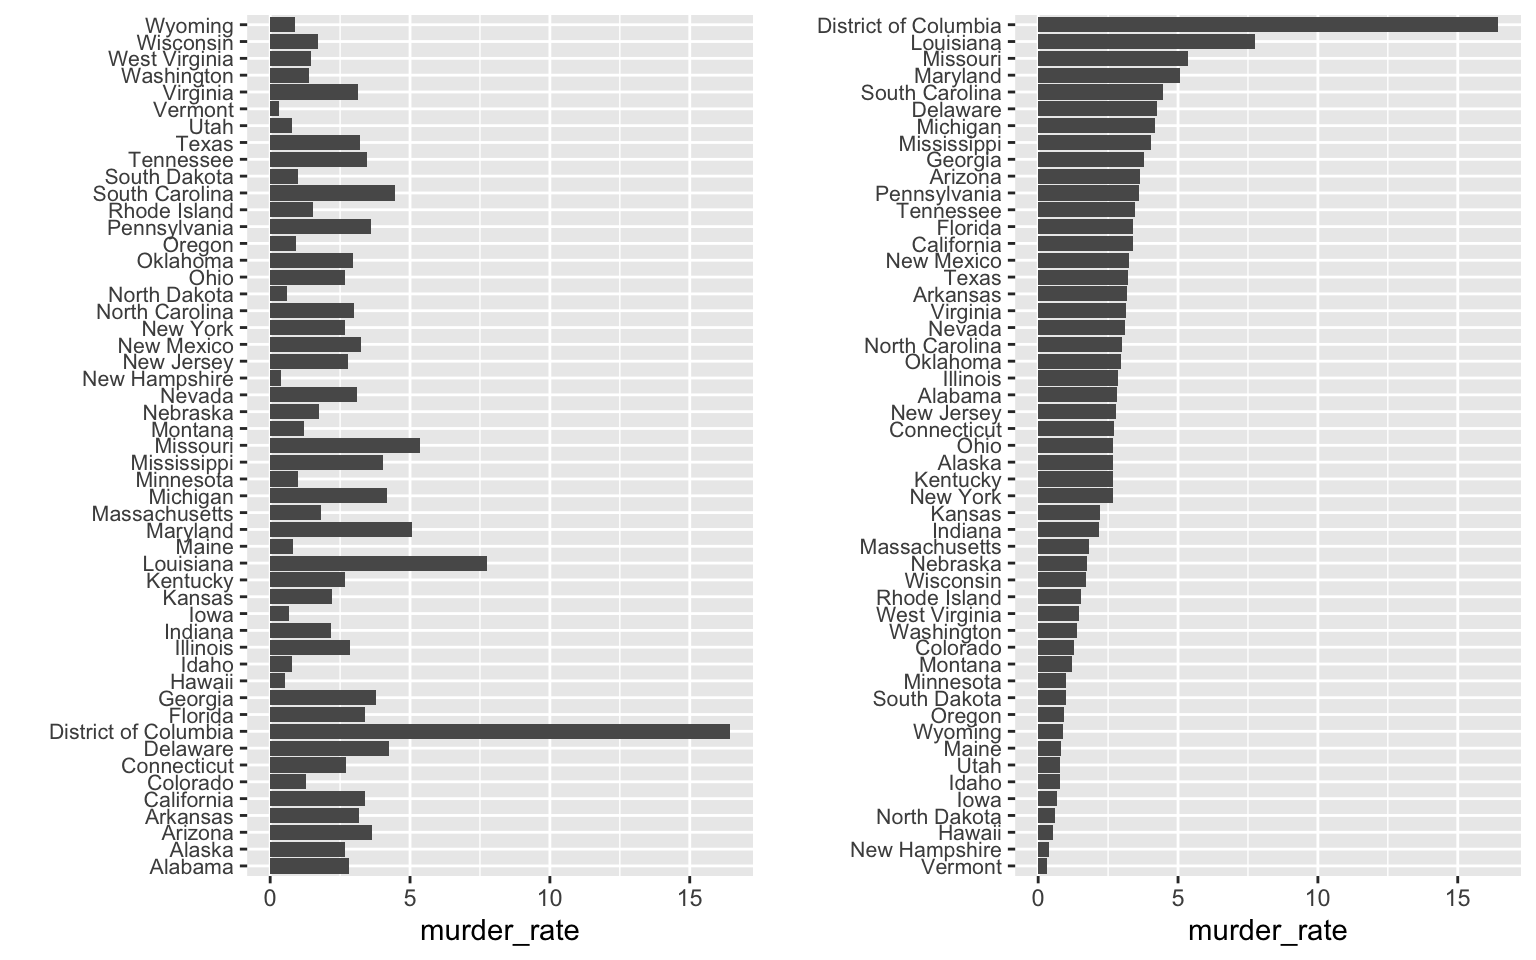 Wyoming
Wisconsin
West Virginia
Washington
Virginia
Vermont
Utah
Texas
Tennessee
South Dakota
South Carolina
Rhode Island
Pennsylvania
Oregon
Oklahoma
Ohio
North Dakota
North Carolina
New York
New Mexico
New Jersey
New Hampshire
Nevada
Nebraska
Montana
Missouri
Mississippi
Minnesota
Michigan
Massachusetts
Maryland
Maine
Louisiana
Kentucky
Kansas
Iowa
Indiana
Illinois
Idaho
Hawaii
Georgia
Florida
District of Columbia
Delaware
Connecticut
Colorado
California
Arkansas
Arizona
Alaska
Alabama
0 5 10 15
murder_rate
District of Columbia
Louisiana
Missouri
Maryland
South Carolina
Delaware
Michigan
Mississippi
Georgia
Arizona
Pennsylvania
Tennessee
Florida
California
New Mexico
Texas
Arkansas
Virginia
Nevada
North Carolina
Oklahoma
Illinois
Alabama
New Jersey
Connecticut
Ohio
Alaska
Kentucky
New York
Kansas
Indiana
Massachusetts
Nebraska
Wisconsin
Rhode Island
West Virginia
Washington
Colorado
Montana
Minnesota
South Dakota
Oregon
Wyoming
Maine
Utah
Idaho
Iowa
North Dakota
Hawaii
New Hampshire
Vermont
0 5 10 15
murder_rate